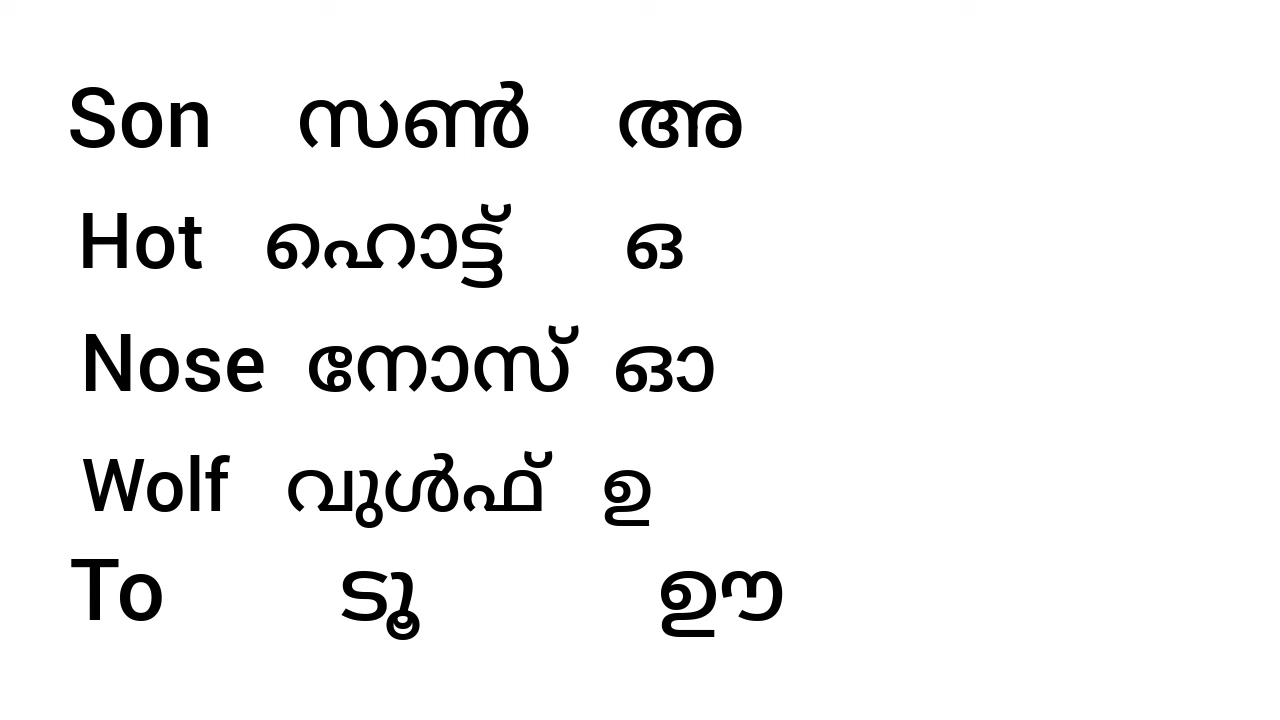 Son സൺ അ
Hot ഹൊട്ട് ഒ
Nose നോസ് ഓ
Wolf വുൾഫ് ഉ
To ടൂ ഊ